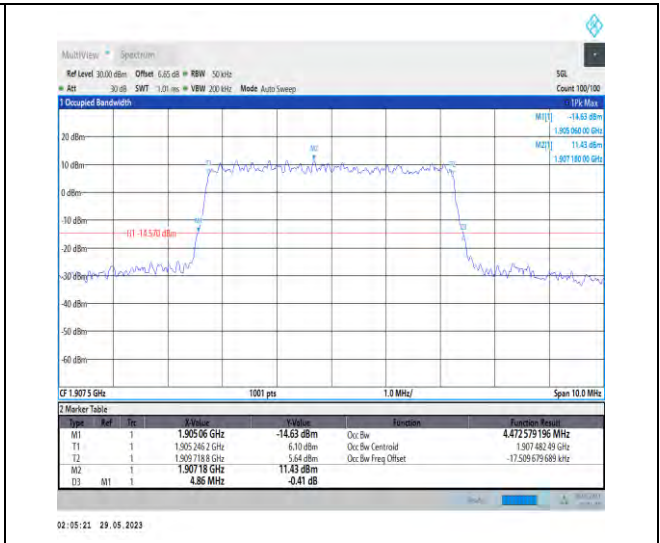 MultiView Spectrum
Ref Level 30.00 dBm Offset 6.85 dB RBW 50 kHz SGL
Att 30 dB SWT 1.01 ms VBW 200 kHz Mode Auto Sweep Count 100/100
1 Occupied Bandwidth 1Pk Max
M1[1] -14.63 dBm
1.905 060 00 GHz
M2[1] 11.43 dBm
1.907 180 00 GHz
20 dBm
M2
10 dBm
0 dBm
-10 dBm
H1 -14.570 dBm
-20 dBm
-30 dBm
-40 dBm
-50 dBm
-60 dBm
CF 1.907 5 GHz 1001 pts 1.0 MHz/ Span 10.0 MHz
2 Marker Table
Type Ref Trc X-Value Y-Value Function Function Result
M1 1 1.905 06 GHz -14.63 dBm Occ Bw 4.472 579 196 MHz
T1 1 1.905 246 2 GHz 6.10 dBm Occ Bw Centroid 1.907 482 49 GHz
T2 1 1.909 718 8 GHz 5.64 dBm Occ Bw Freq Offset -17.509 679 689 kHz
M2 1 1.907 18 GHz 11.43 dBm
D3 M1 1 4.86 MHz -0.41 dB
02:05:21 29.05.2023